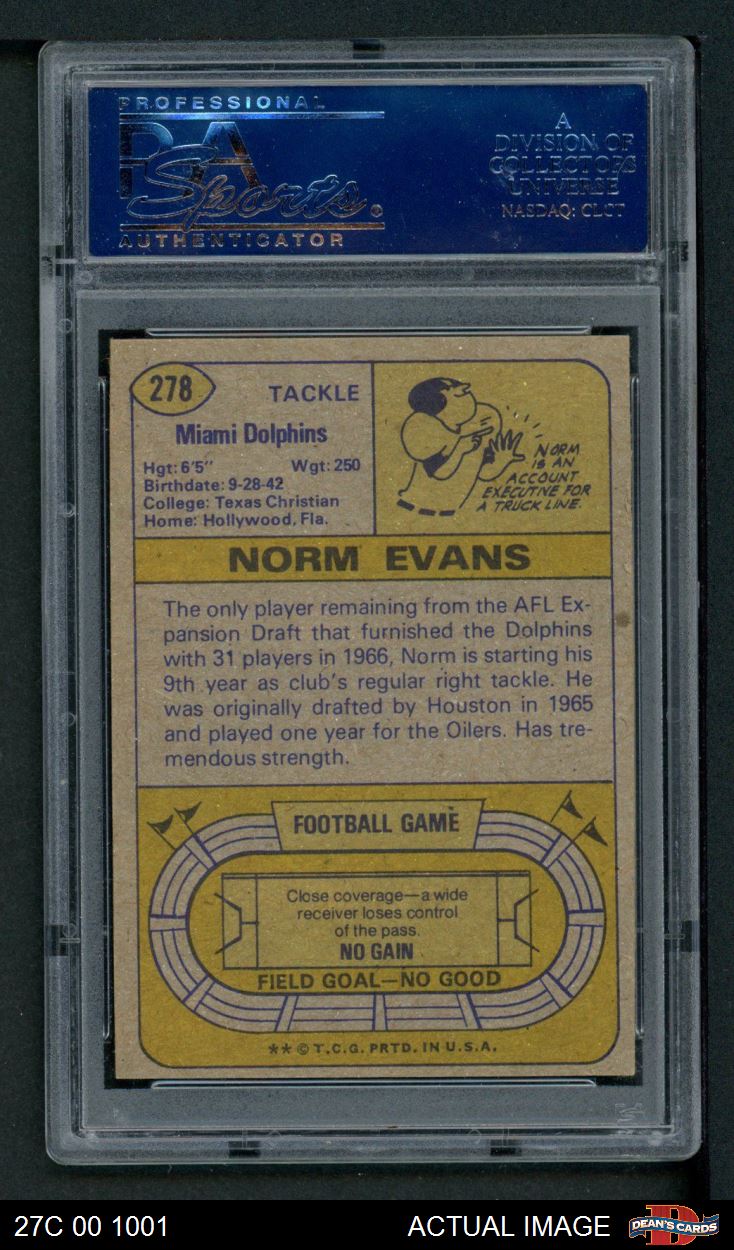 PROFESSIONAL
PSA
Sports
AUTHENTICATOR
A
DIVISION OF
COLLECTORS
UNIVERSE
NASDAQ: CLCT
278
TACKLE
Miami Dolphins
Hgt: 6'5" Wgt: 250
Birthdate: 9-28-42
College: Texas Christian
Home: Hollywood, Fla.
NORM
IS AN
ACCOUNT
EXECUTIVE FOR
A TRUCK LINE.
NORM EVANS
The only player remaining from the AFL Ex-
pansion Draft that furnished the Dolphins
with 31 players in 1966, Norm is starting his
9th year as club's regular right tackle. He
was originally drafted by Houston in 1965
and played one year for the Oilers. Has tre-
mendous strength.
FOOTBALL GAME
Close coverage—a wide
receiver loses control
of the pass.
NO GAIN
FIELD GOAL—NO GOOD
** © T.C.G. PRTD. IN U.S.A.
27C 00 1001
ACTUAL IMAGE
DEAN'S CARDS